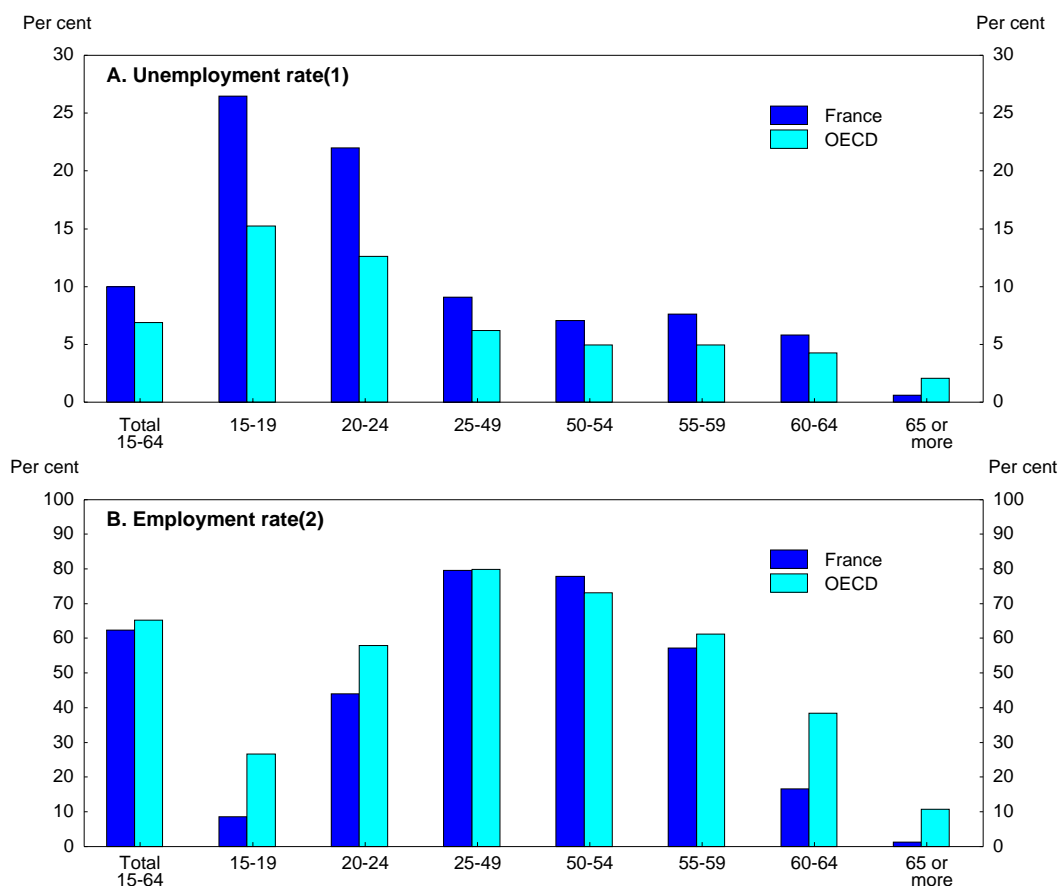 Per cent Per cent
30 30
A. Unemployment rate(1)
25 25
France
OECD
20 20
15 15
10 10
5 5
0 0
Total 15-19 20-24 25-49 50-54 55-59 60-64 65 or
15-64 more
Per cent Per cent
100 100
B. Employment rate(2)
90 90
France
80 80
OECD
70 70
60 60
50 50
40 40
30 30
20 20
10 10
0 0
Total 15-19 20-24 25-49 50-54 55-59 60-64 65 or
15-64 more